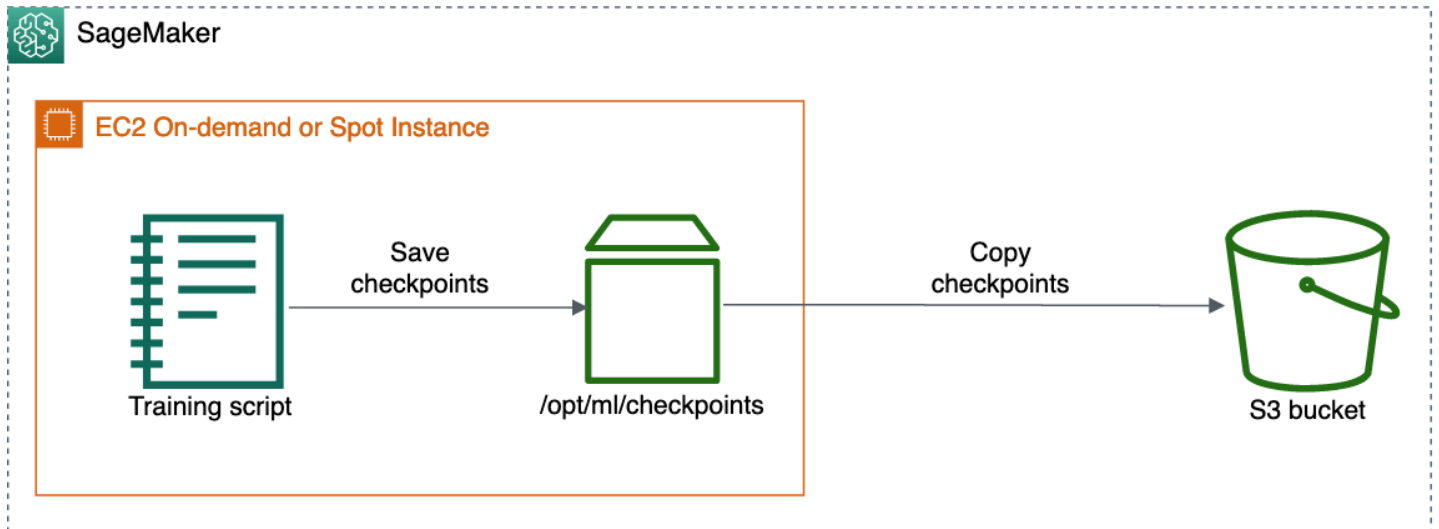 SageMaker
EC2 On-demand or Spot Instance
Save
checkpoints
Copy
checkpoints
Training script
/opt/ml/checkpoints
S3 bucket